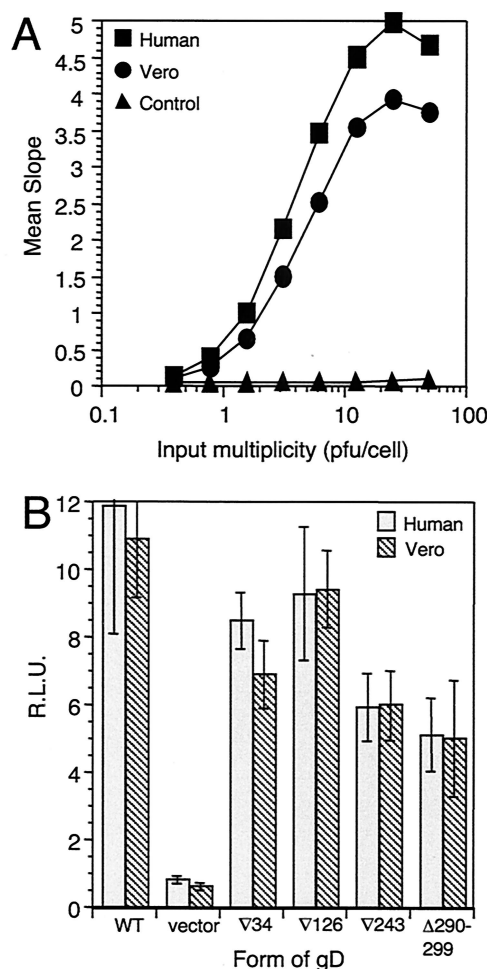 A
5
4.5
4
3.5
3
2.5
2
1.5
1
0.5
0
Mean Slope
Human
Vero
Control
0.1
1
10
100
Input multiplicity (pfu/cell)
B
12
10
8
6
4
2
0
R.L.U.
Human
Vero
WT
vector
∇34
∇126
∇243
Δ290-
299
Form of gD